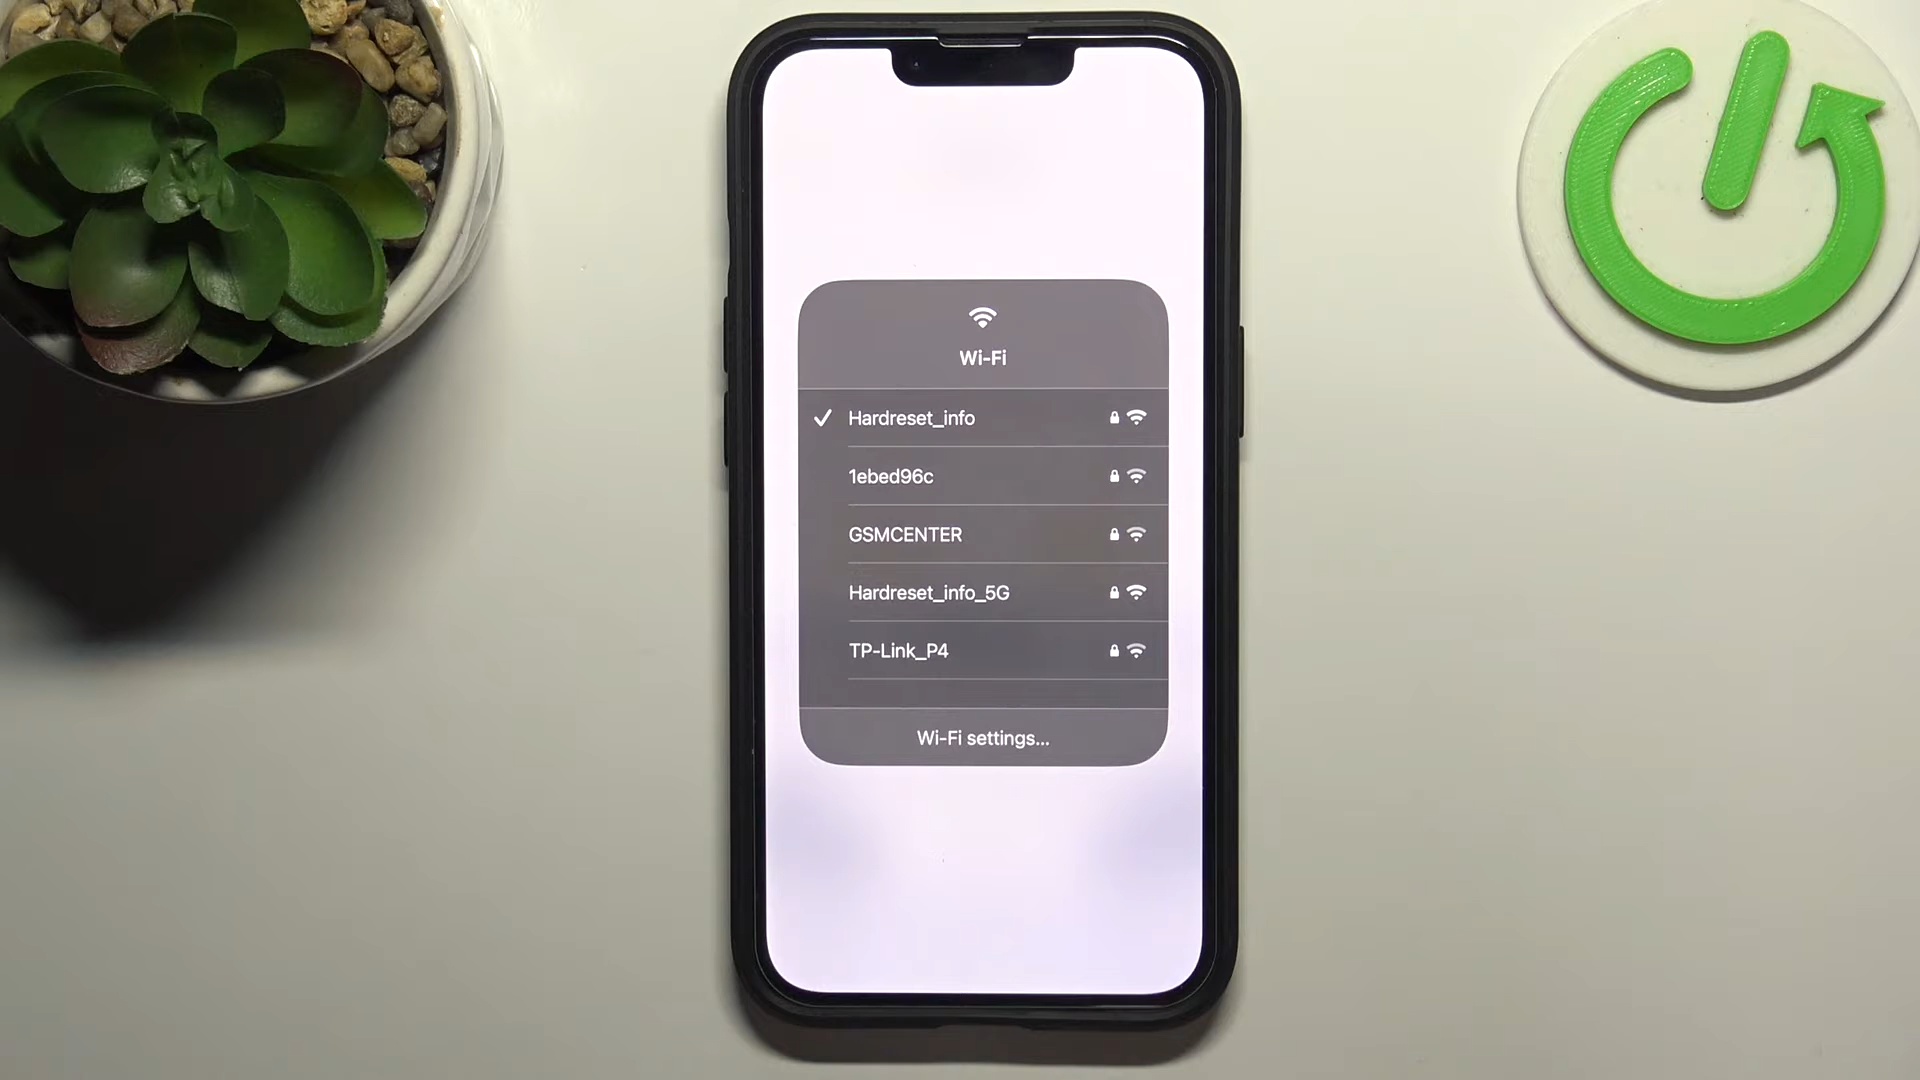 Wi-Fi
Hardreset_info
1ebed96c
GSMCENTER
Hardreset_info_5G
TP-Link_P4
Wi-Fi settings...